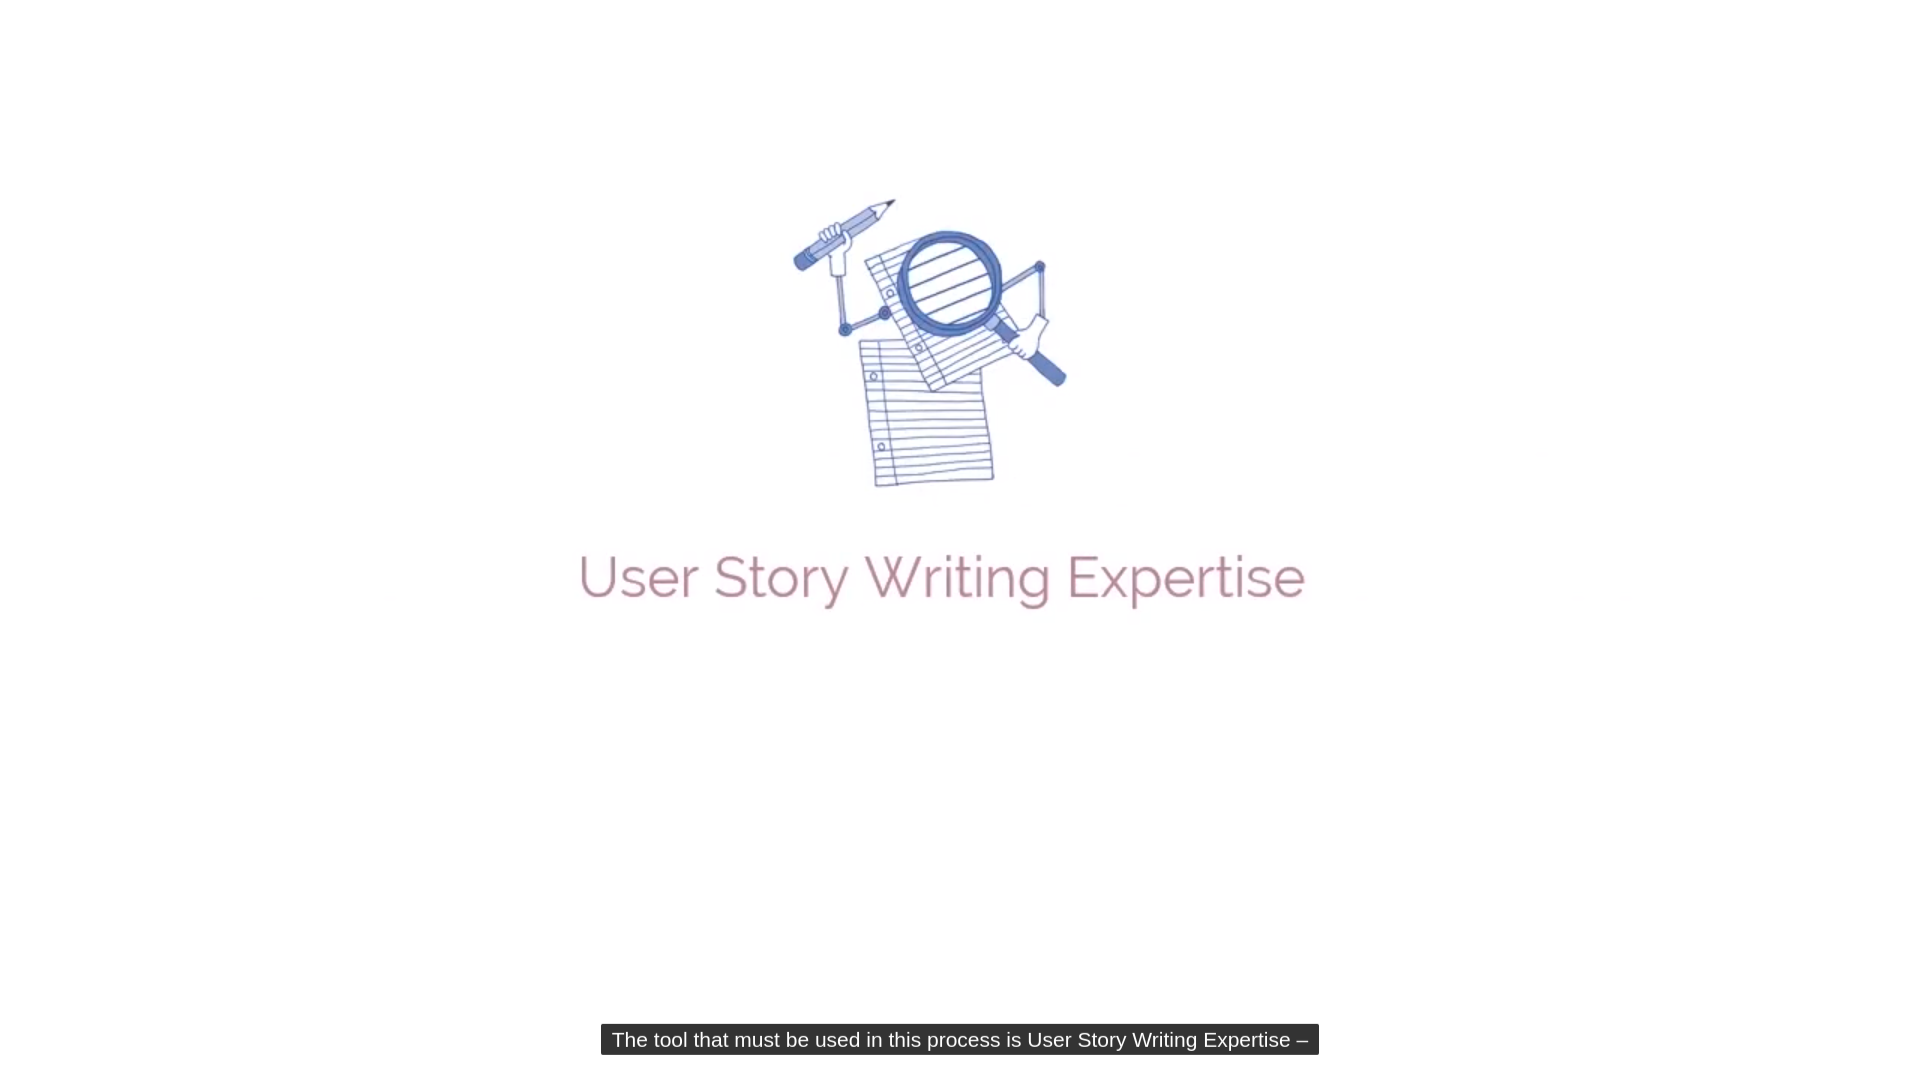 User Story Writing Expertise
The tool that must be used in this process is User Story Writing Expertise –